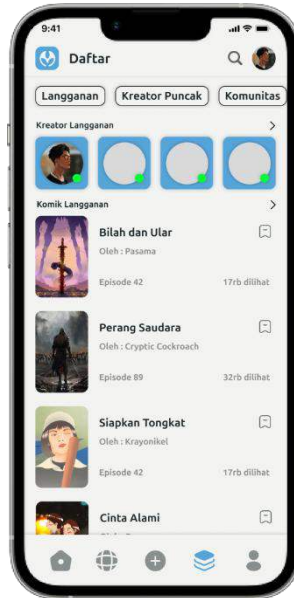 9:41
Daftar
Langganan Kreator Puncak Komunitas
Kreator Langganan
Komik Langganan
Bilah dan Ular
Oleh : Pasama
Episode 42 17rb dilihat
Perang Saudara
Oleh : Cryptic Cockroach
Episode 89 32rb dilihat
Siapkan Tongkat
Oleh : Krayonikel
Episode 42 17rb dilihat
Cinta Alami